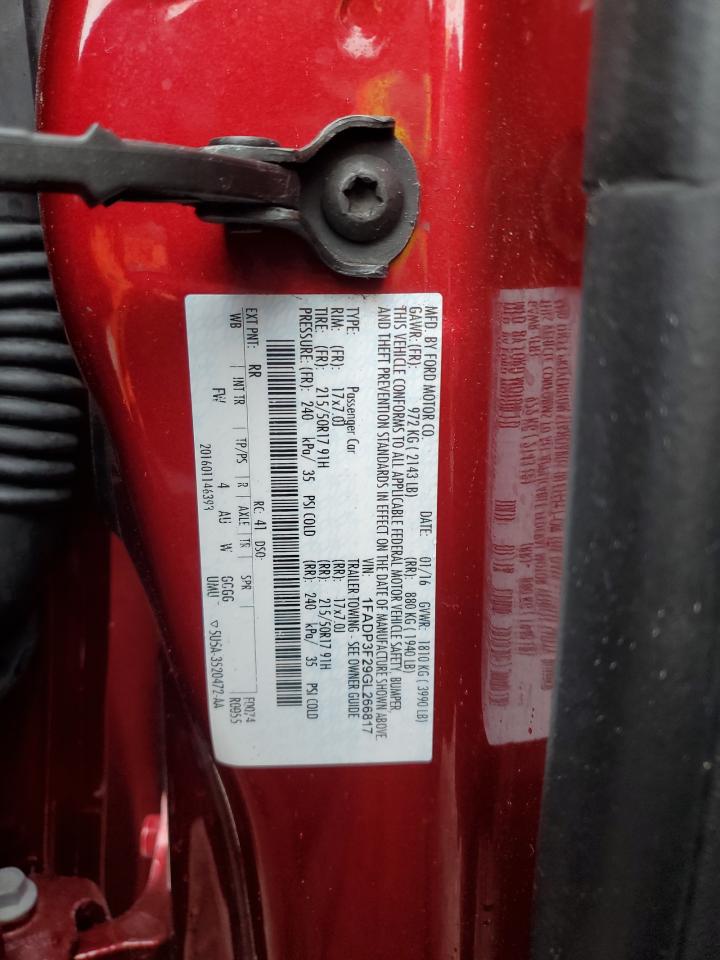 MFD. BY FORD MOTOR CO.
DATE: 01/16 GVWR: 1810 KG (3990 LB)
GAWR: (FR): 972 KG (2143 LB) (RR): 880 KG (1940 LB)
THIS VEHICLE CONFORMS TO ALL APPLICABLE FEDERAL MOTOR VEHICLE SAFETY, BUMPER
AND THEFT PREVENTION STANDARDS IN EFFECT ON THE DATE OF MANUFACTURE SHOWN ABOVE
VIN: 1FADP3F29GL266817
TYPE: Passenger Car TRAILER TOWING - SEE OWNER GUIDE
RIM: (FR): 17x7.0J (RR): 17x7.0J
TIRE: (FR): 215/50R17 91H (RR): 215/50R17 91H
PRESSURE (FR): 240 kPa/ 35 PSI COLD (RR): 240 kPa/ 35 PSI COLD
RC: 41 DSO: F0074
EXT PNT: RR R0955
WB INT TR TP/PS R AXLE TR SPR
FW 4 AU W GCGG
UMU ▽ SU5A-3520472-AA
201601146393